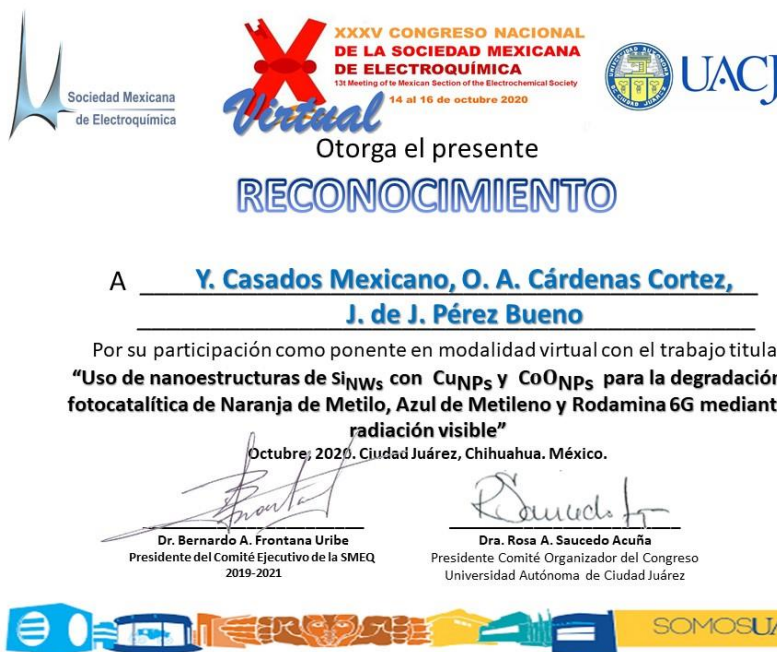 Sociedad Mexicana
de Electroquímica
XXXV CONGRESO NACIONAL
DE LA SOCIEDAD MEXICANA
DE ELECTROQUÍMICA
13t Meeting of te Mexican Section of the Electrochemical Society
14 al 16 de octubre 2020
Virtual
UACJ
Otorga el presente
RECONOCIMIENTO
A Y. Casados Mexicano, O. A. Cárdenas Cortez,
J. de J. Pérez Bueno
Por su participación como ponente en modalidad virtual con el trabajo titula
“Uso de nanoestructuras de SiNWs con CuNPs y CoONPs para la degradación
fotocatalítica de Naranja de Metilo, Azul de Metileno y Rodamina 6G mediant
radiación visible”
Octubre, 2020. Ciudad Juárez, Chihuahua. México.
Dr. Bernardo A. Frontana Uribe
Presidente del Comité Ejecutivo de la SMEQ
2019-2021
Dra. Rosa A. Saucedo Acuña
Presidente Comité Organizador del Congreso
Universidad Autónoma de Ciudad Juárez
SOMOSUA